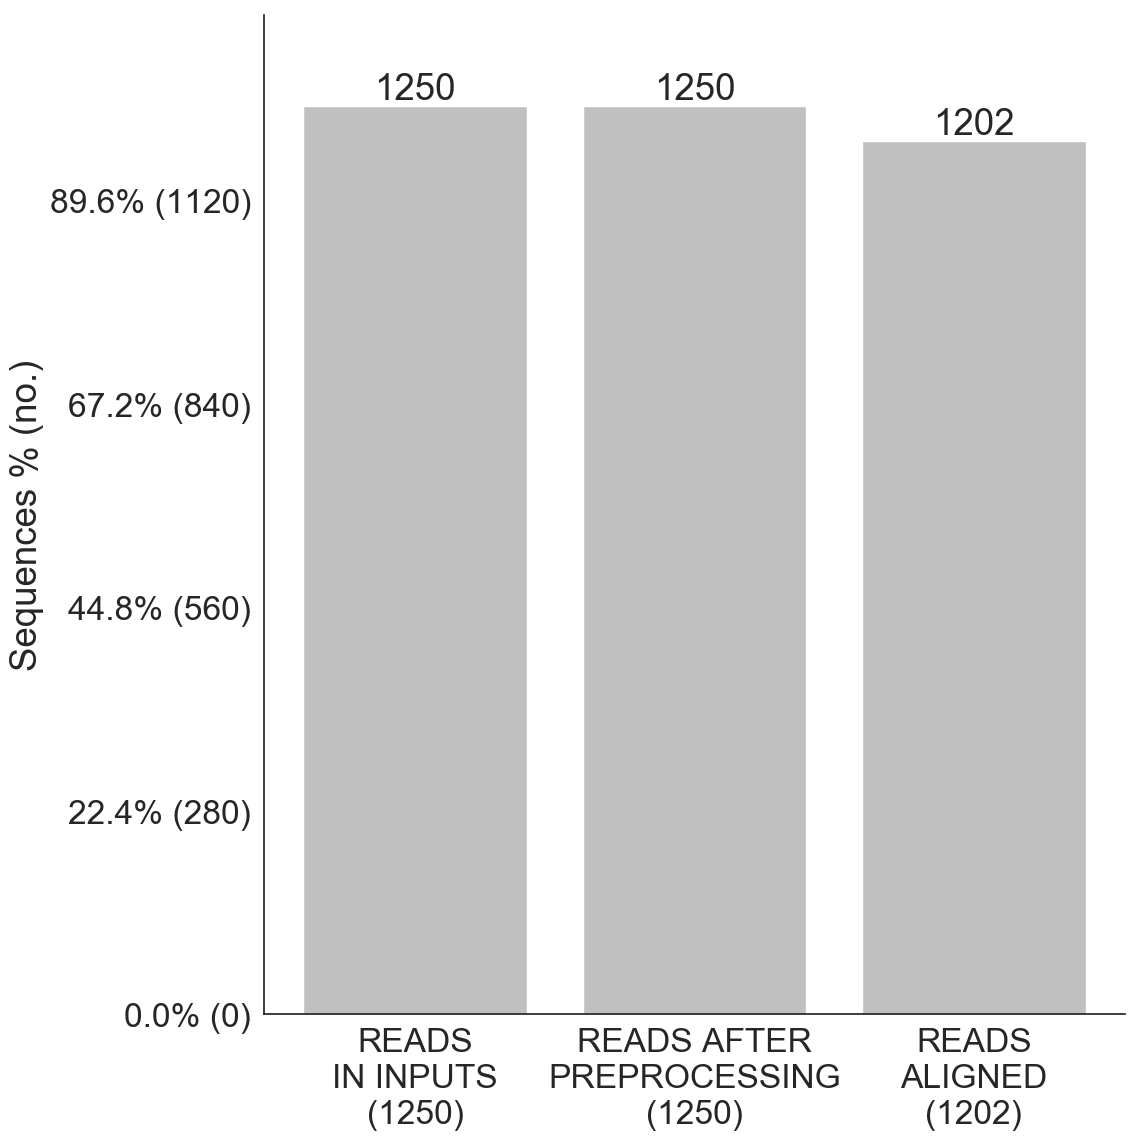 1250
1250
1202
89.6% (1120)
67.2% (840)
44.8% (560)
22.4% (280)
0.0% (0)
Sequences % (no.)
READS
IN INPUTS
(1250)
READS AFTER
PREPROCESSING
(1250)
READS
ALIGNED
(1202)